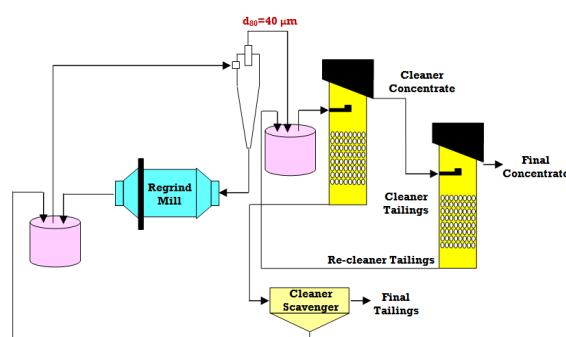 d80=40 µm
Cleaner
Concentrate
Final
Concentrate
Regrind
Mill
Cleaner
Tailings
Re-cleaner Tailings
Cleaner
Scavenger
Final
Tailings